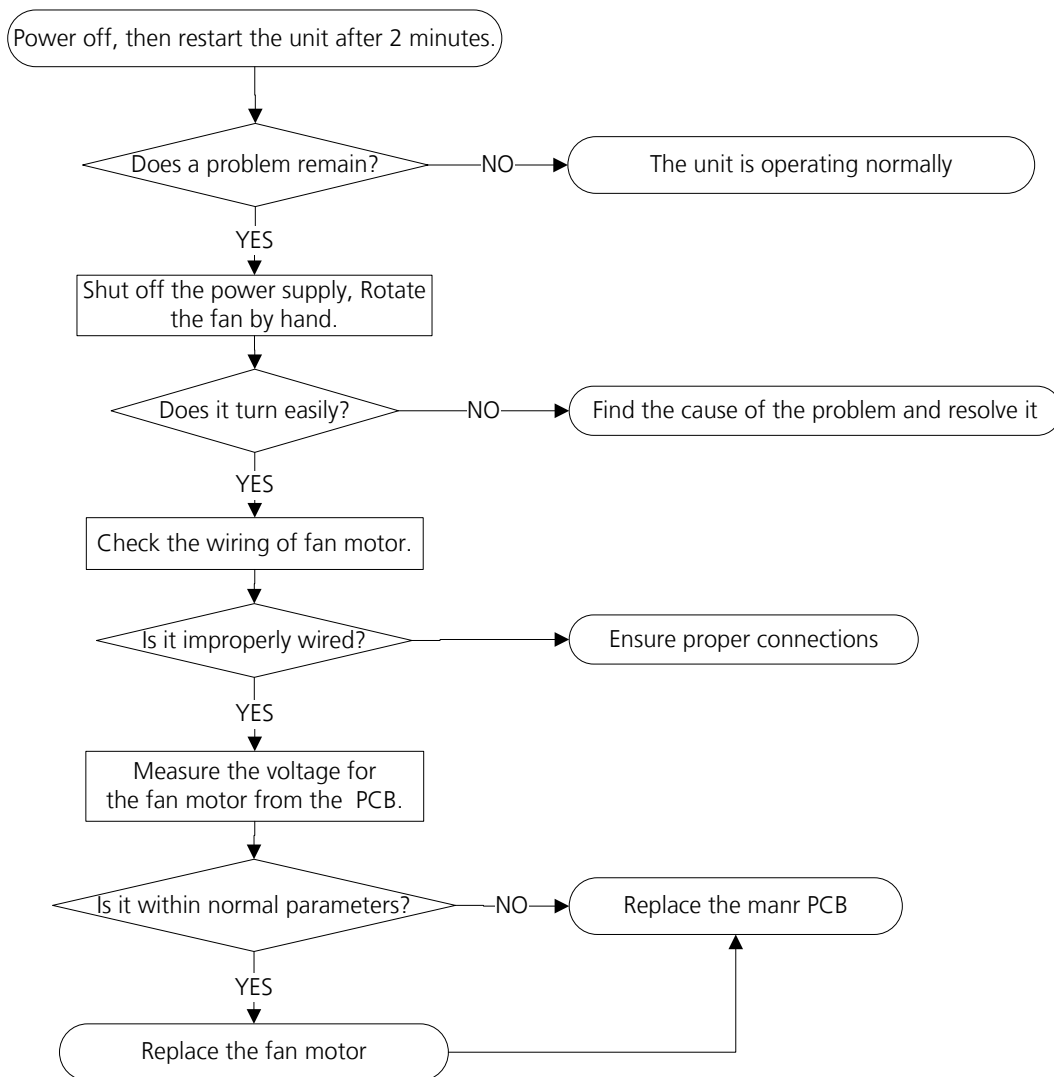 Power off, then restart the unit after 2 minutes.
Does a problem remain?
NO
The unit is operating normally
YES
Shut off the power supply, Rotate
the fan by hand.
Does it turn easily?
NO
Find the cause of the problem and resolve it
YES
Check the wiring of fan motor.
Is it improperly wired?
Ensure proper connections
YES
Measure the voltage for
the fan motor from the PCB.
Is it within normal parameters?
NO
Replace the manr PCB
YES
Replace the fan motor